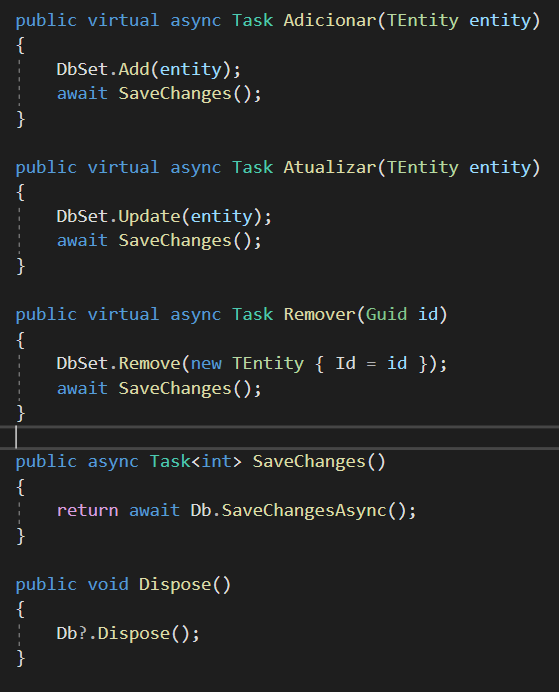 public virtual async Task Adicionar(TEntity entity)
{
DbSet.Add(entity);
await SaveChanges();
}
public virtual async Task Atualizar(TEntity entity)
{
DbSet.Update(entity);
await SaveChanges();
}
public virtual async Task Remover(Guid id)
{
DbSet.Remove(new TEntity { Id = id });
await SaveChanges();
}
public async Task<int> SaveChanges()
{
return await Db.SaveChangesAsync();
}
public void Dispose()
{
Db?.Dispose();
}